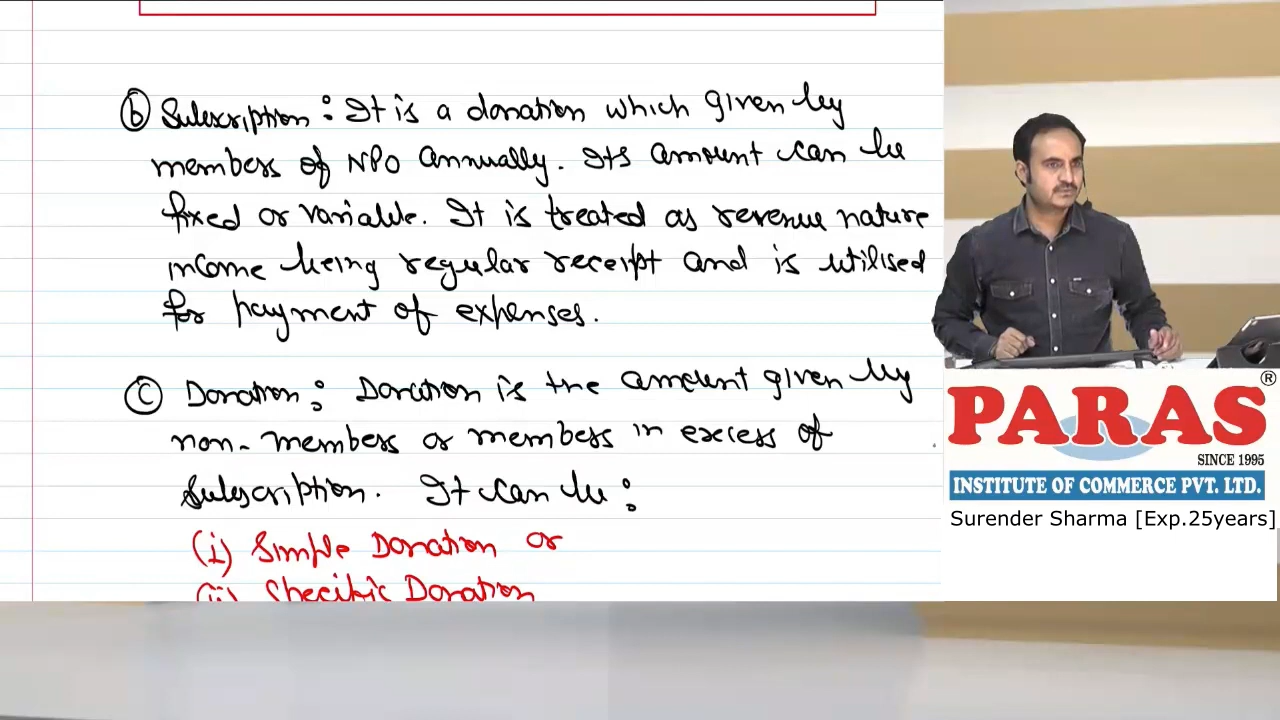 b Subscription : It is a donation which given by
members of NPO annually. Its amount can be
fixed or variable. It is treated as revenue nature
income being regular receipt and is utilised
for payment of expenses.
c Donation : Donation is the amount given by
non-members or members in excess of
Subscription. It can be :
(i) Simple Donation or
(ii) Specific Donation
PARAS ®
SINCE 1995
INSTITUTE OF COMMERCE PVT. LTD.
Surender Sharma [Exp.25years]